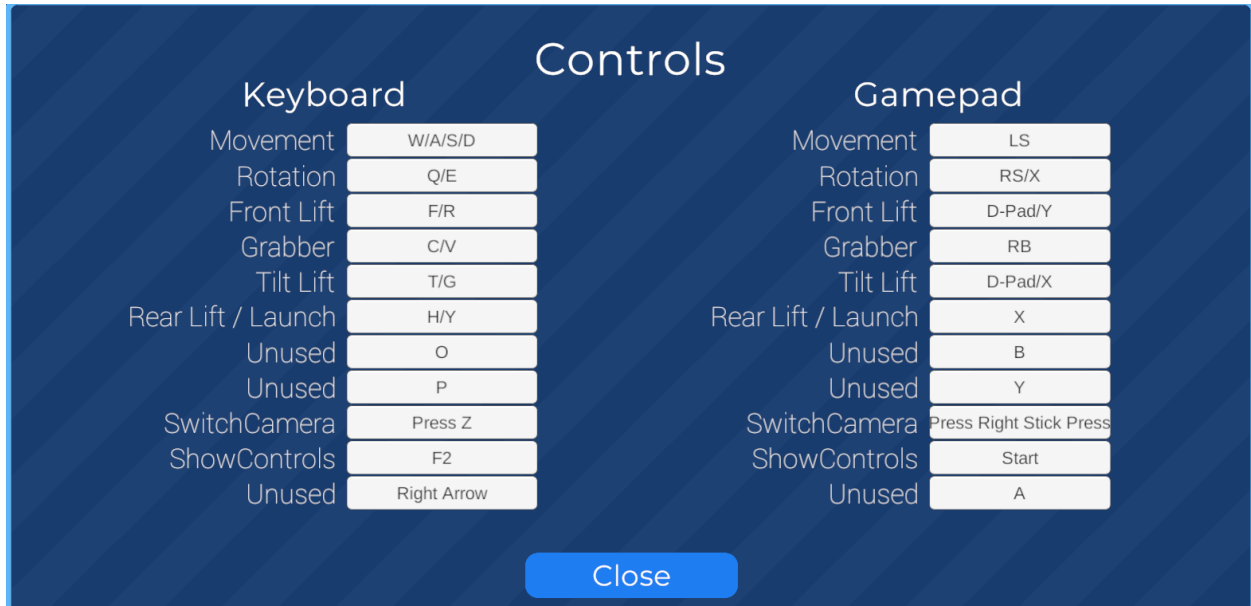 Controls
Keyboard
Movement W/A/S/D
Rotation Q/E
Front Lift F/R
Grabber C/V
Tilt Lift T/G
Rear Lift / Launch H/Y
Unused O
Unused P
SwitchCamera Press Z
ShowControls F2
Unused Right Arrow
Gamepad
Movement LS
Rotation RS/X
Front Lift D-Pad/Y
Grabber RB
Tilt Lift D-Pad/X
Rear Lift / Launch X
Unused B
Unused Y
SwitchCamera Press Right Stick Press
ShowControls Start
Unused A
Close